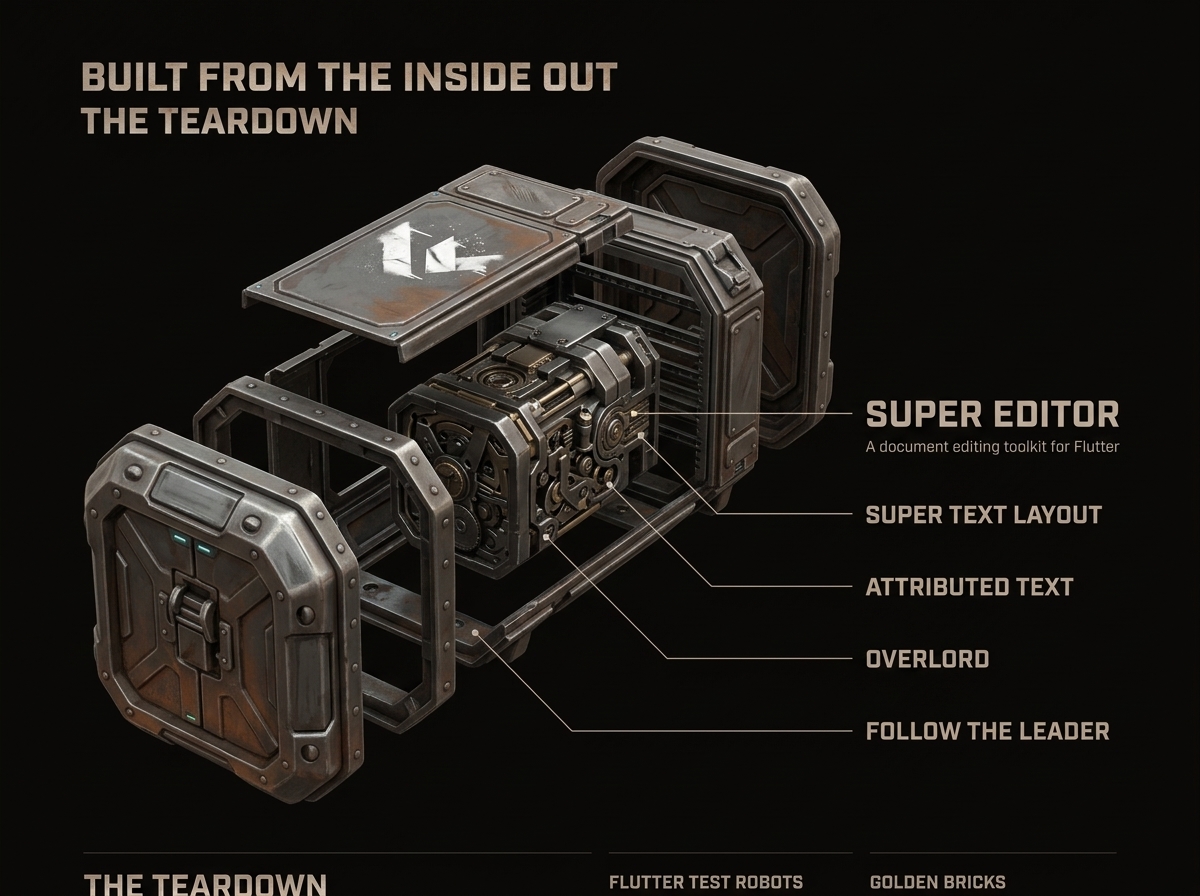 BUILT FROM THE INSIDE OUT
THE TEARDOWN
SUPER EDITOR
A document editing toolkit for Flutter
SUPER TEXT LAYOUT
ATTRIBUTED TEXT
OVERLORD
FOLLOW THE LEADER
THE TEARDOWN
FLUTTER TEST ROBOTS
GOLDEN BRICKS